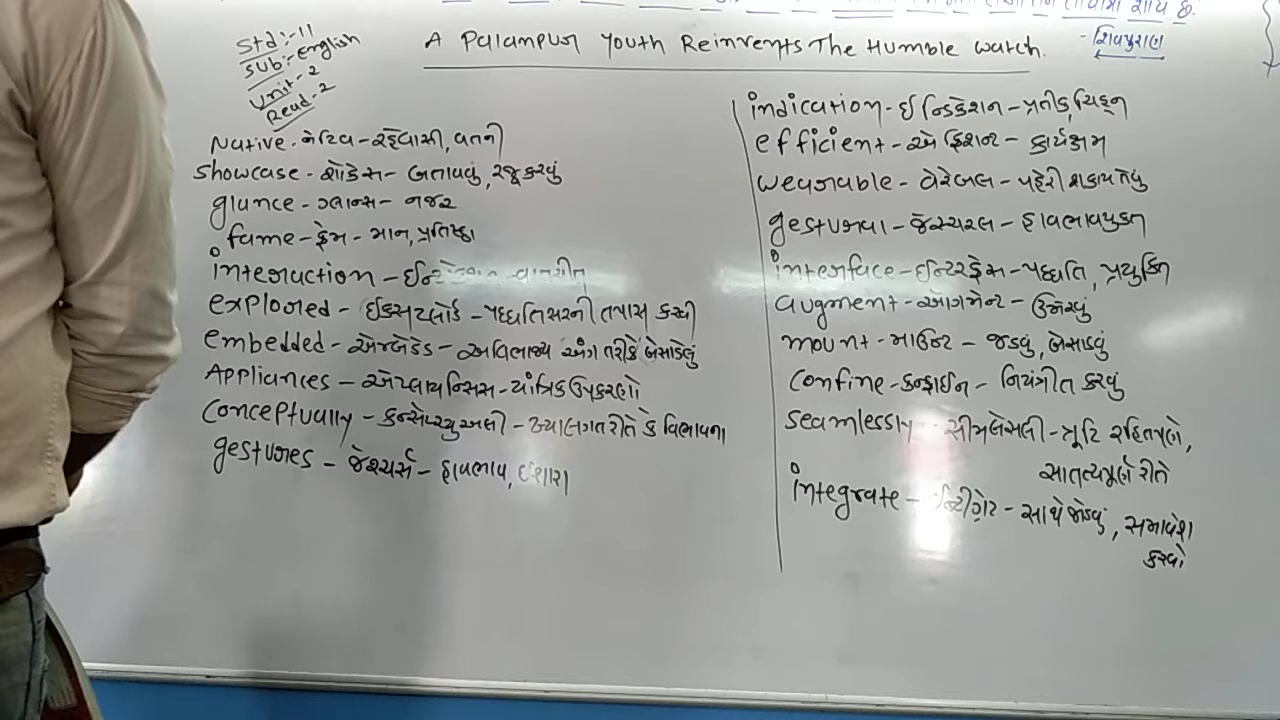 થાય છે.
- શિવપુરાણ
Std:-11
Sub:-english
Unit-2
Read-2
A Palampur Youth Reinvents The Humble Watch.
Native - નેટિવ - રહેવાસી, વતની
Showcase - શોકેસ - બતાવવું, રજૂ કરવું
glance - ગ્લાન્સ - નજર
fame - ફેમ - માન, પ્રતિષ્ઠા
interaction - વાતચીત
explored - ઈક્સપ્લોર્ડ - પદ્ધતિસરની તપાસ કરવી
embedded - એમ્બેડેડ - અવિભાજ્ય અંગ તરીકે બેસાડેલું
Appliances - એપ્લાયન્સિસ - યાંત્રિક ઉપકરણો
Conceptually - કન્સેપ્ચ્યુઅલી - ખ્યાલગત રીતે કે વિભાવના
gestures - જેશ્ચર્સ - હાવભાવ, ઈશારા
indication - ઈન્ડિકેશન - પ્રતીક, ચિહ્ન
efficient - એફિશન્ટ - કાર્યક્ષમ
wearable - વેરેબલ - પહેરી શકાય તેવું
gestural - જેસ્ચરલ - હાવભાવયુક્ત
interface - ઈન્ટરફેસ - પદ્ધતિ, પ્રયુક્તિ
augment - ઓગમેન્ટ - ઉમેરવું
mount - માઉન્ટ - જડવું, બેસાડવું
Confine - કન્ફાઈન - નિયંત્રીત કરવું
seamlessly - સીમલેસલી - ત્રૂટિ રહિતપણે,
સાતત્યપૂર્ણ રીતે
integrate - ઈન્ટીગ્રેટ - સાથે જોડવું, સમાવેશ
કરવો